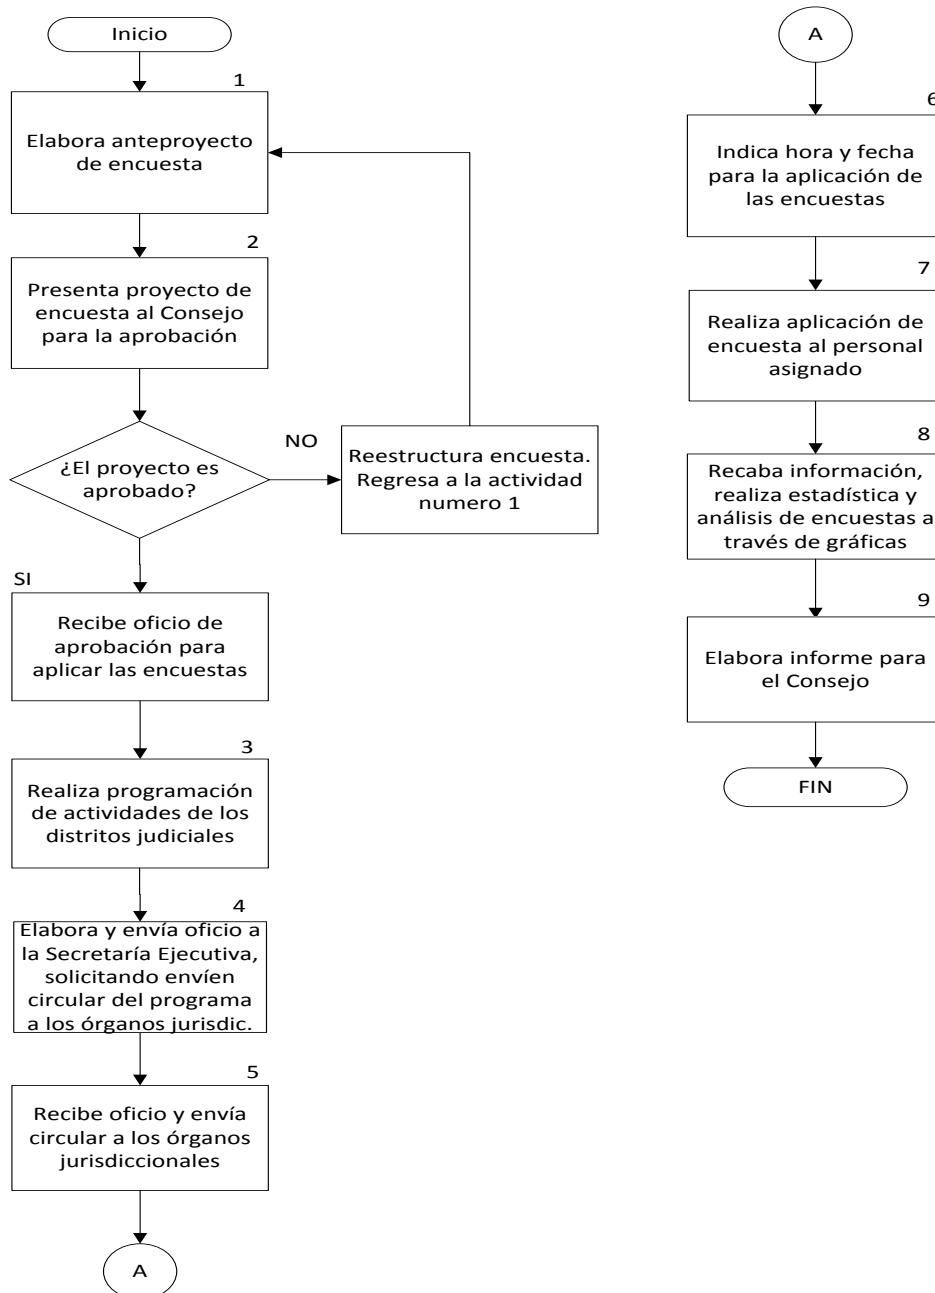 Inicio
1
Elabora anteproyecto
de encuesta
2
Presenta proyecto de
encuesta al Consejo
para la aprobación
¿El proyecto es
aprobado?
NO
Reestructura encuesta.
Regresa a la actividad
numero 1
SI
Recibe oficio de
aprobación para
aplicar las encuestas
3
Realiza programación
de actividades de los
distritos judiciales
4
Elabora y envía oficio a
la Secretaría Ejecutiva,
solicitando envíen
circular del programa
a los órganos jurisdic.
5
Recibe oficio y envía
circular a los órganos
jurisdiccionales
A
A
6
Indica hora y fecha
para la aplicación de
las encuestas
7
Realiza aplicación de
encuesta al personal
asignado
8
Recaba información,
realiza estadística y
análisis de encuestas a
través de gráficas
9
Elabora informe para
el Consejo
FIN